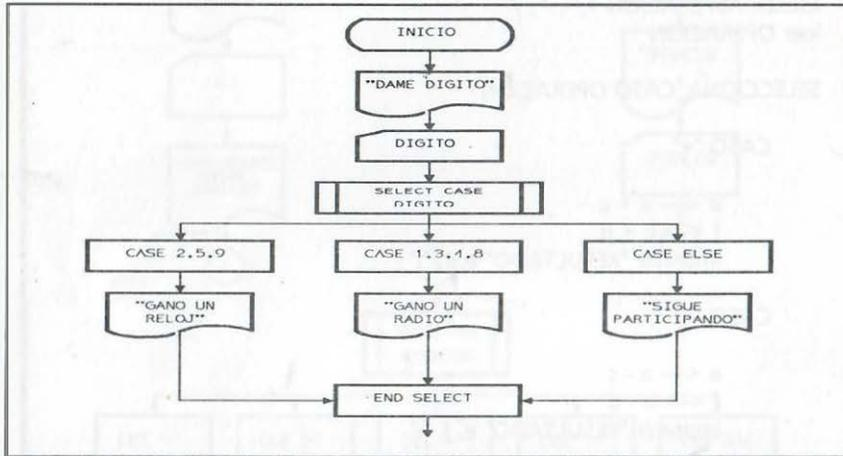 INICIO
"DAME DIGITO"
DIGITO
SELECT CASE
DIGITO
CASE 2.5.9
CASE 1.3.4.8
CASE ELSE
"GANO UN
RELOJ"
"GANO UN
RADIO"
"SIGUE
PARTICIPANDO"
END SELECT